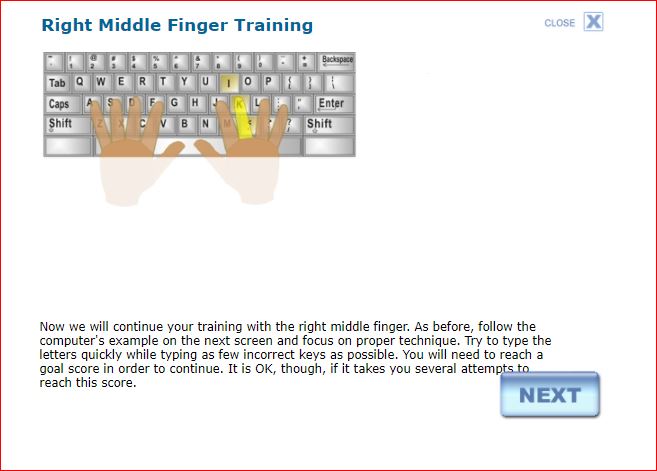 Right Middle Finger Training
CLOSE X
Backspace
Tab Q W E R T Y U I O P { } |
Caps A S D F G H J K L : " Enter
Shift Z X C V B N M < > ? Shift
Now we will continue your training with the right middle finger. As before, follow the
computer's example on the next screen and focus on proper technique. Try to type the
letters quickly while typing as few incorrect keys as possible. You will need to reach a
goal score in order to continue. It is OK, though, if it takes you several attempts to
reach this score.
NEXT